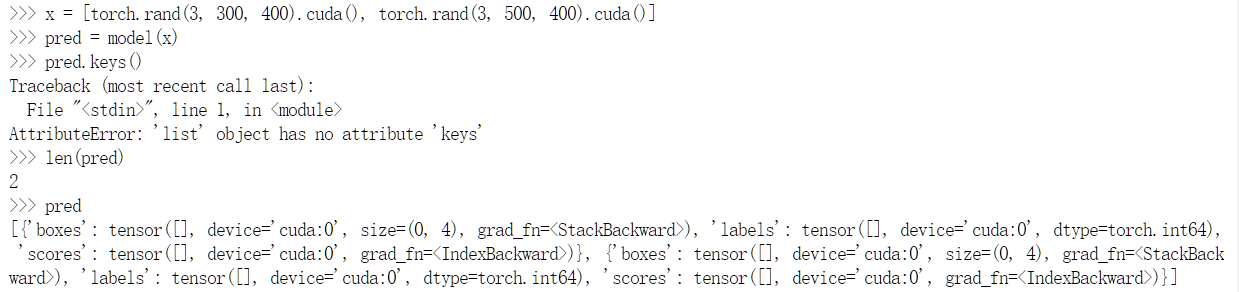 >>> x = [torch.rand(3, 300, 400).cuda(), torch.rand(3, 500, 400).cuda()]
>>> pred = model(x)
>>> pred.keys()
Traceback (most recent call last):
  File "<stdin>", line 1, in <module>
AttributeError: 'list' object has no attribute 'keys'
>>> len(pred)
2
>>> pred
[{'boxes': tensor([], device='cuda:0', size=(0, 4), grad_fn=<StackBackward>), 'labels': tensor([], device='cuda:0', dtype=torch.int64),
 'scores': tensor([], device='cuda:0', grad_fn=<IndexBackward>)}, {'boxes': tensor([], device='cuda:0', size=(0, 4), grad_fn=<StackBack
ward>), 'labels': tensor([], device='cuda:0', dtype=torch.int64), 'scores': tensor([], device='cuda:0', grad_fn=<IndexBackward>)}]